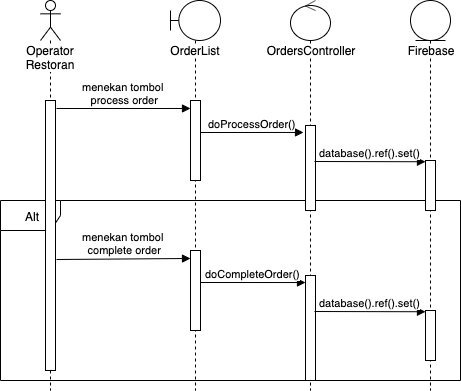 Operator
Restoran
OrderList
OrdersController
Firebase
menekan tombol
process order
doProcessOrder()
database().ref().set()
Alt
menekan tombol
complete order
doCompleteOrder()
database().ref().set()